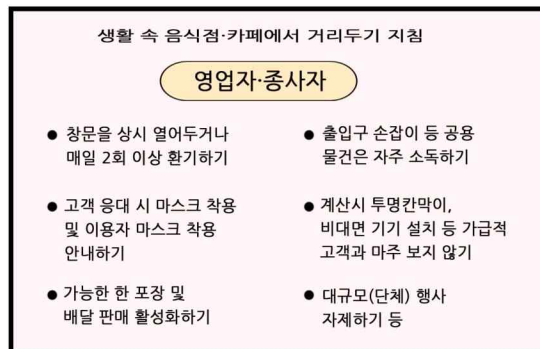 생활 속 음식점·카페에서 거리두기 지침
영업자·종사자
● 창문을 상시 열어두거나
매일 2회 이상 환기하기
● 고객 응대 시 마스크 착용
및 이용자 마스크 착용
안내하기
● 가능한 한 포장 및
배달 판매 활성화하기
● 출입구 손잡이 등 공용
물건은 자주 소독하기
● 계산시 투명칸막이,
비대면 기기 설치 등 가급적
고객과 마주 보지 않기
● 대규모(단체) 행사
자제하기 등